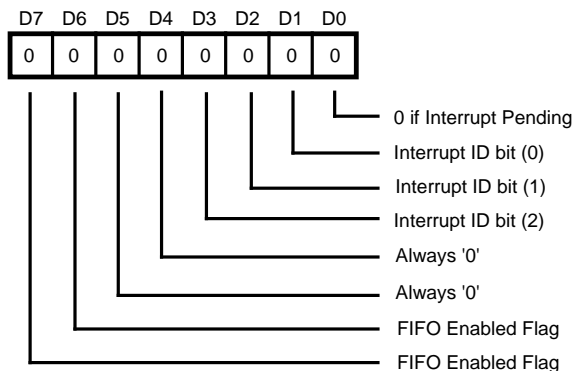 D7 D6 D5 D4 D3 D2 D1 D0
0 0 0 0 0 0 0 0
0 if Interrupt Pending
Interrupt ID bit (0)
Interrupt ID bit (1)
Interrupt ID bit (2)
Always '0'
Always '0'
FIFO Enabled Flag
FIFO Enabled Flag